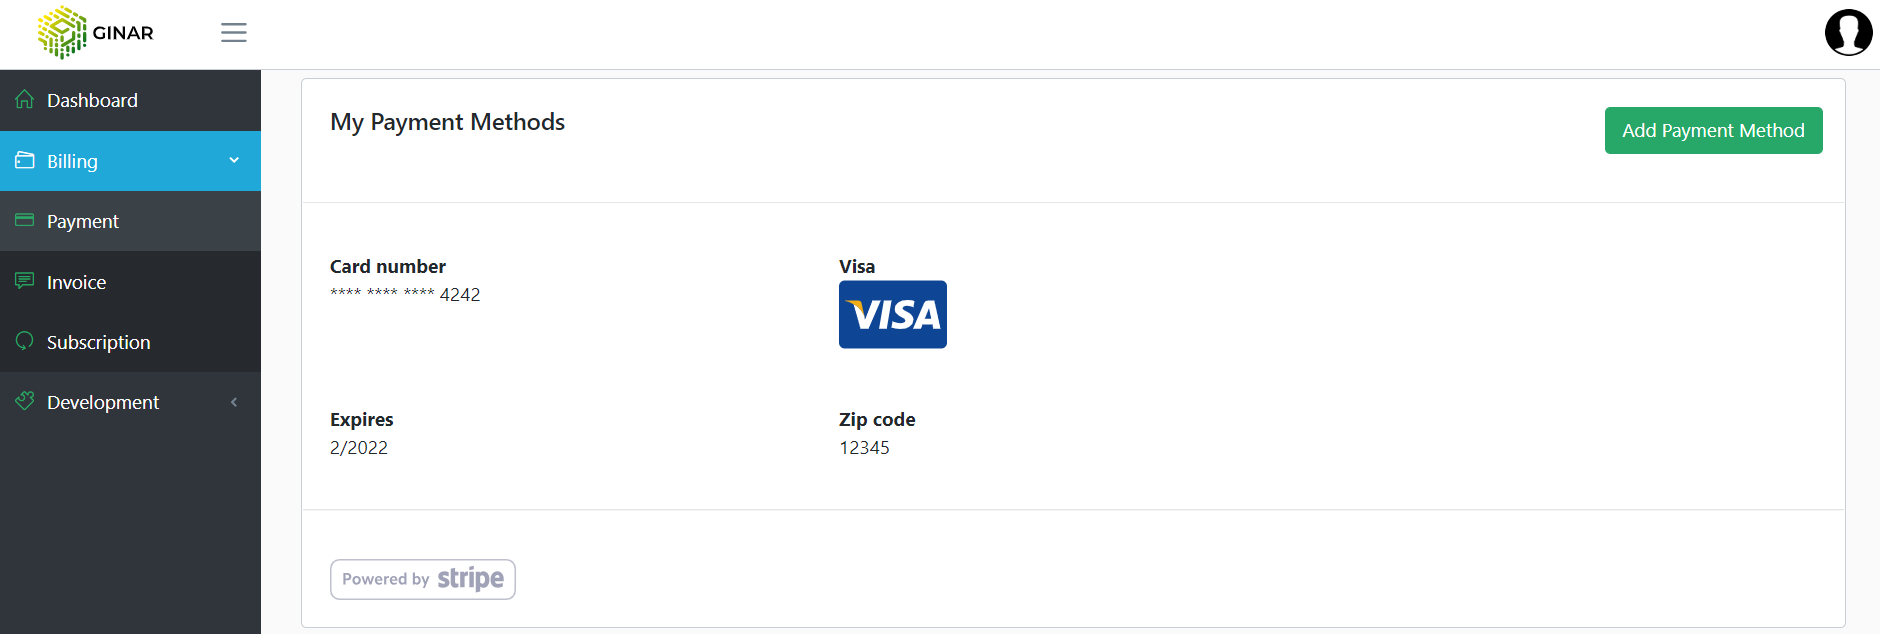 GINAR
Dashboard
Billing
Payment
Invoice
Subscription
Development
My Payment Methods
Add Payment Method
Card number
**** **** **** 4242
Visa
VISA
Expires
2/2022
Zip code
12345
Powered by stripe